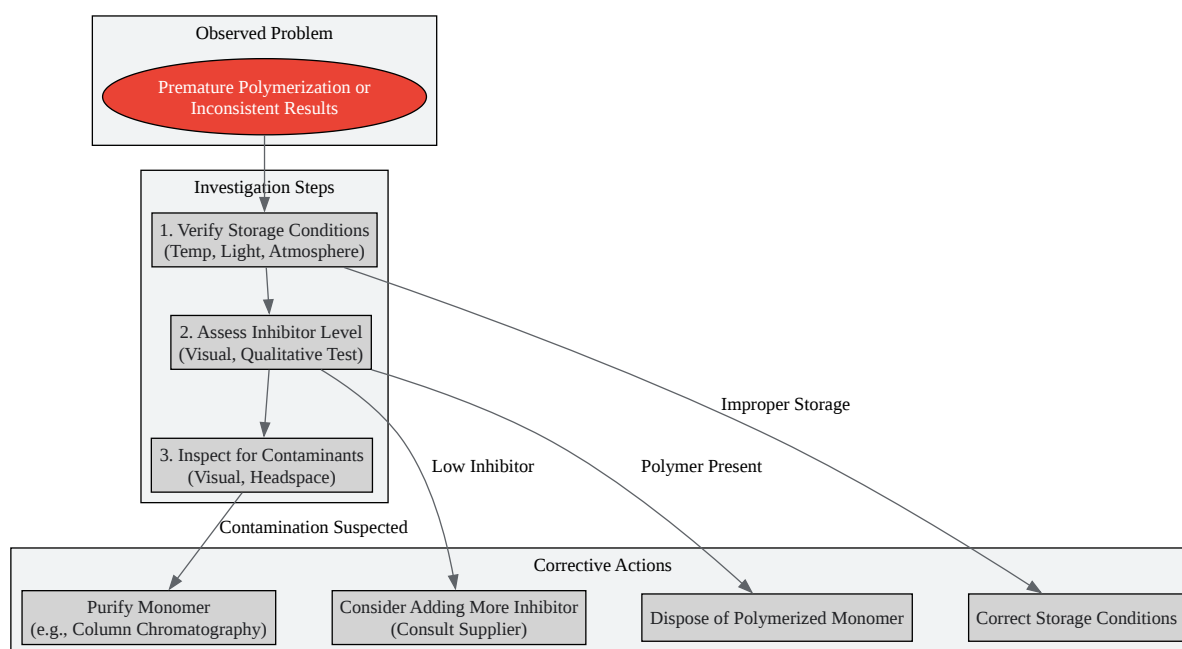 Observed Problem
Premature Polymerization or
Inconsistent Results
Investigation Steps
1. Verify Storage Conditions
(Temp, Light, Atmosphere)
2. Assess Inhibitor Level
(Visual, Qualitative Test)
Improper Storage
3. Inspect for Contaminants
(Visual, Headspace)
Low Inhibitor
Polymer Present
Contamination Suspected
Corrective Actions
Purify Monomer
(e.g., Column Chromatography)
Consider Adding More Inhibitor
(Consult Supplier)
Dispose of Polymerized Monomer
Correct Storage Conditions